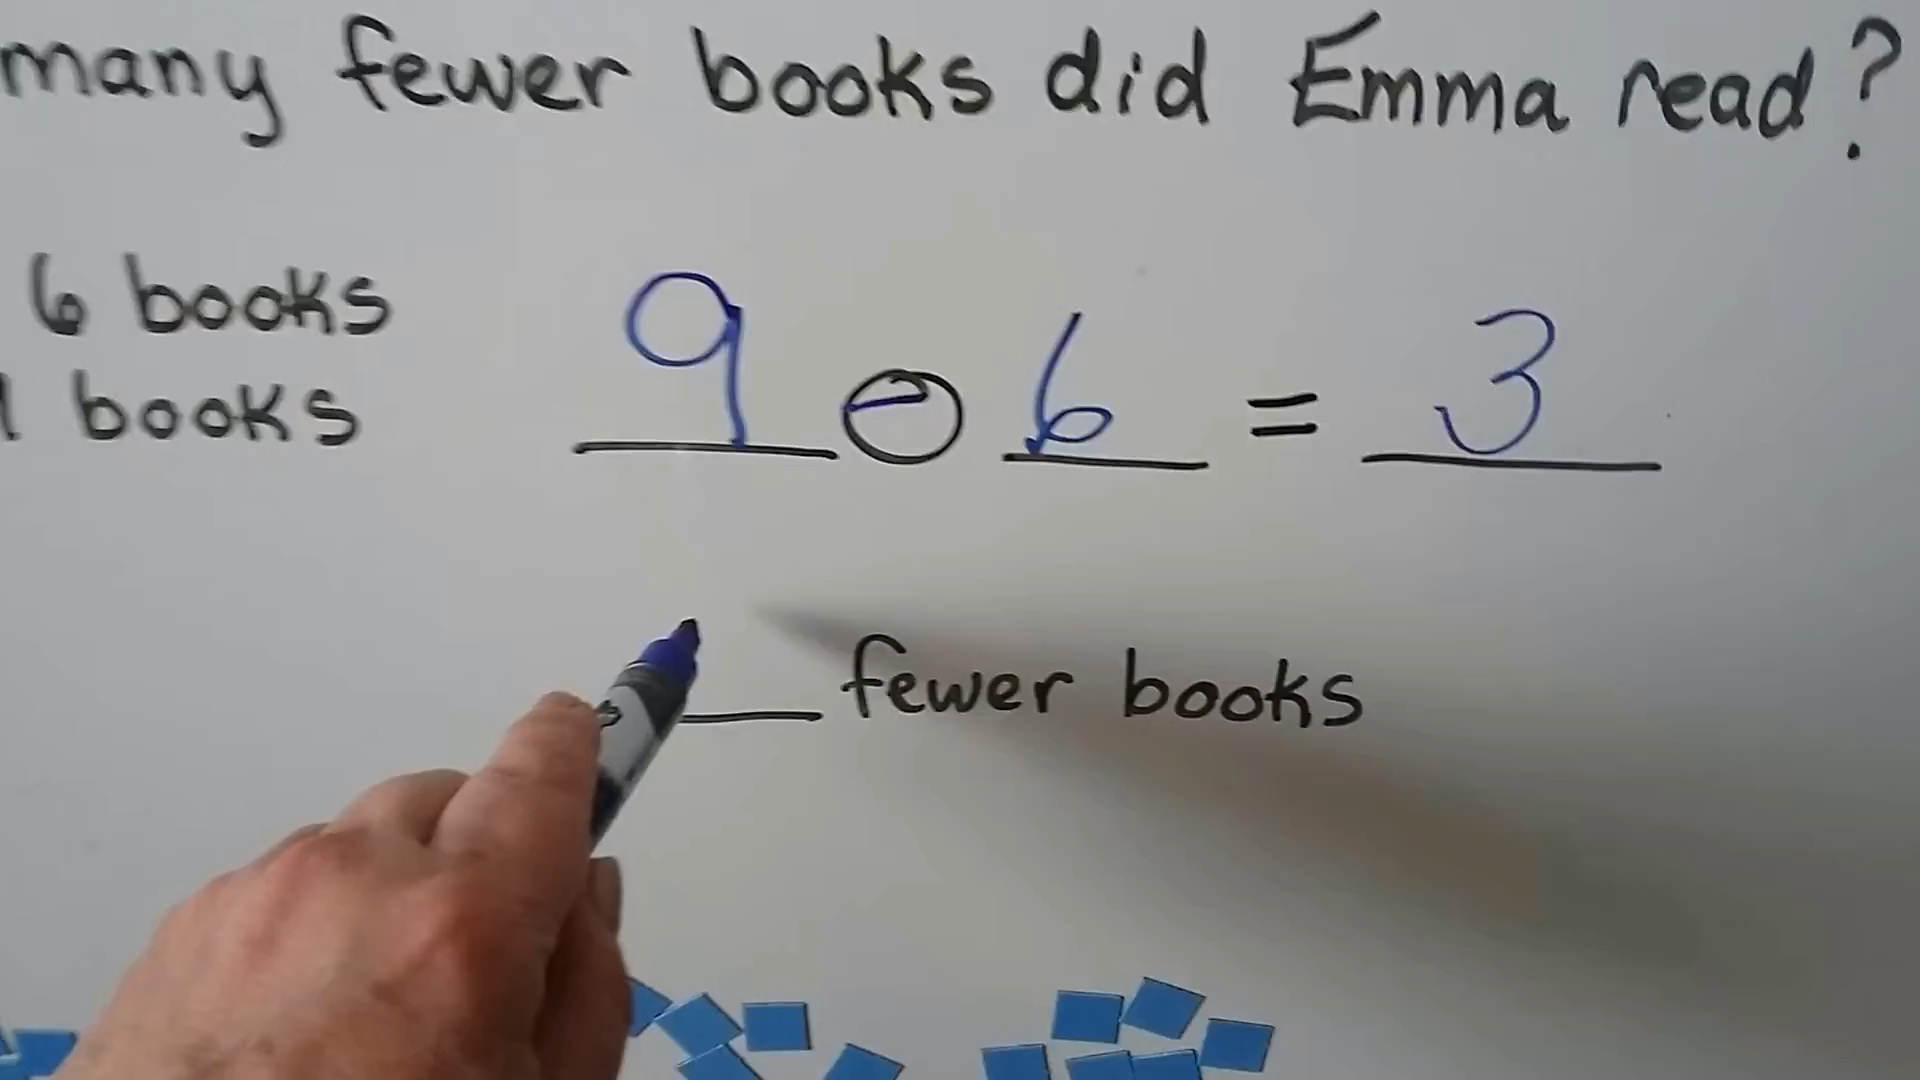 many fewer books did Emma read?
6 books
books
9 - 6 = 3
fewer books